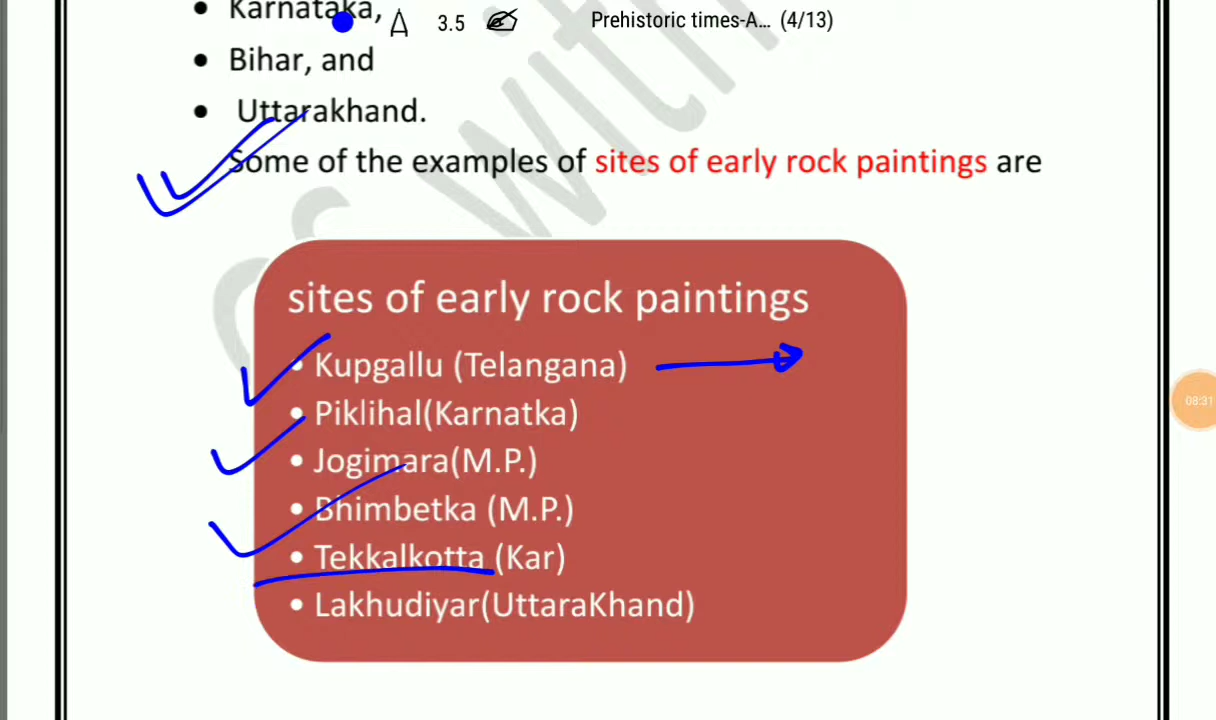 Karnataka,
3.5
Prehistoric times-A... (4/13)
Bihar, and
Uttarakhand.
Some of the examples of sites of early rock paintings are
of with
sites of early rock paintings
• Kupgallu (Telangana)
• Piklihal(Karnatka)
• Jogimara(M.P.)
• Bhimbetka (M.P.)
• Tekkalkotta (Kar)
• Lakhudiyar(UttaraKhand)
08:31